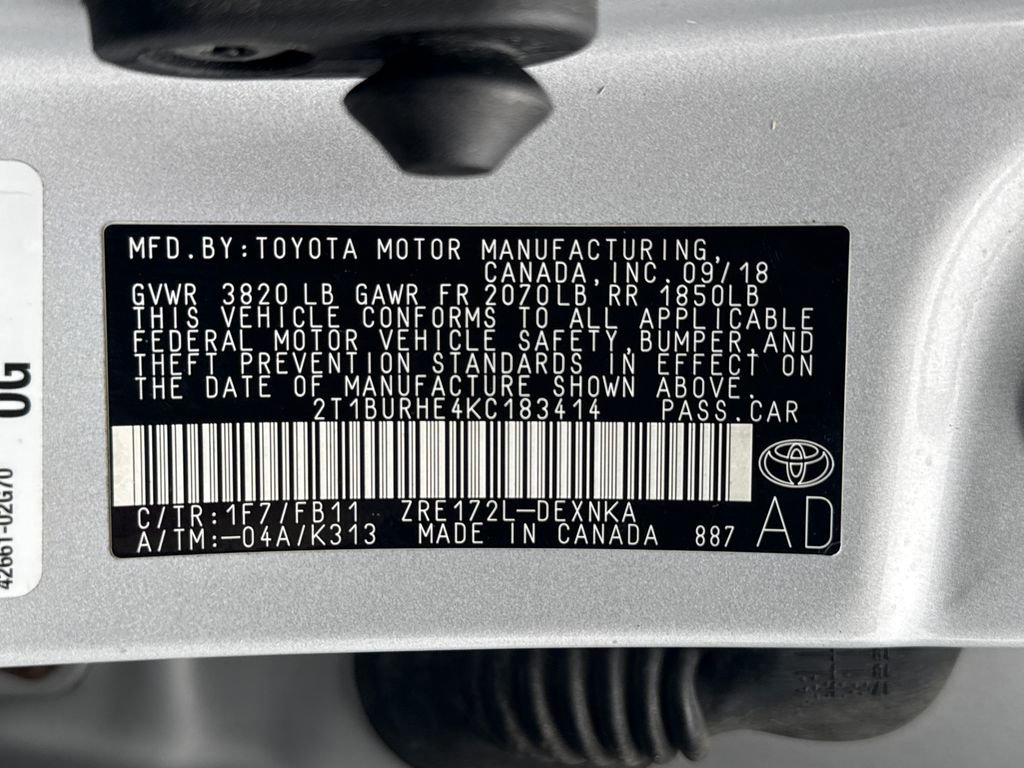 MFD.BY:TOYOTA MOTOR MANUFACTURING,
CANADA,INC.09/18
GVWR 3820 LB GAWR FR 2070LB,RR 1850LB
THIS VEHICLE CONFORMS TO ALL APPLICABLE
FEDERAL MOTOR VEHICLE SAFETY,BUMPER,AND
THEFT PREVENTION STANDARDS IN EFFECT ON
THE DATE OF MANUFACTURE SHOWN ABOVE.
2T1BURHE4KC183414 PASS.CAR
C/TR:1F7/FB11 ZRE172L-DEXNKA
A/TM:-04A/K313 MADE IN CANADA 887
AD
0G
42661-02G70